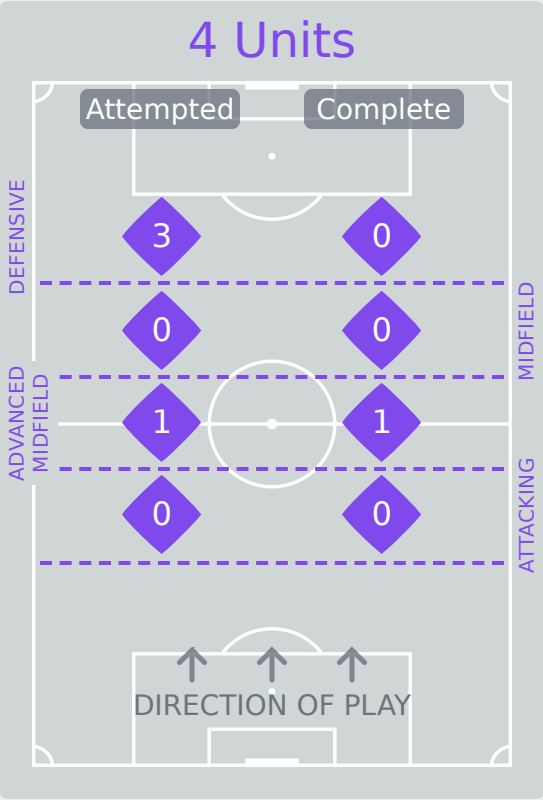 4 Units
Attempted Complete
DEFENSIVE
3 0
MIDFIELD
0 0
ADVANCED
MIDFIELD
1 1
ATTACKING
0 0
DIRECTION OF PLAY